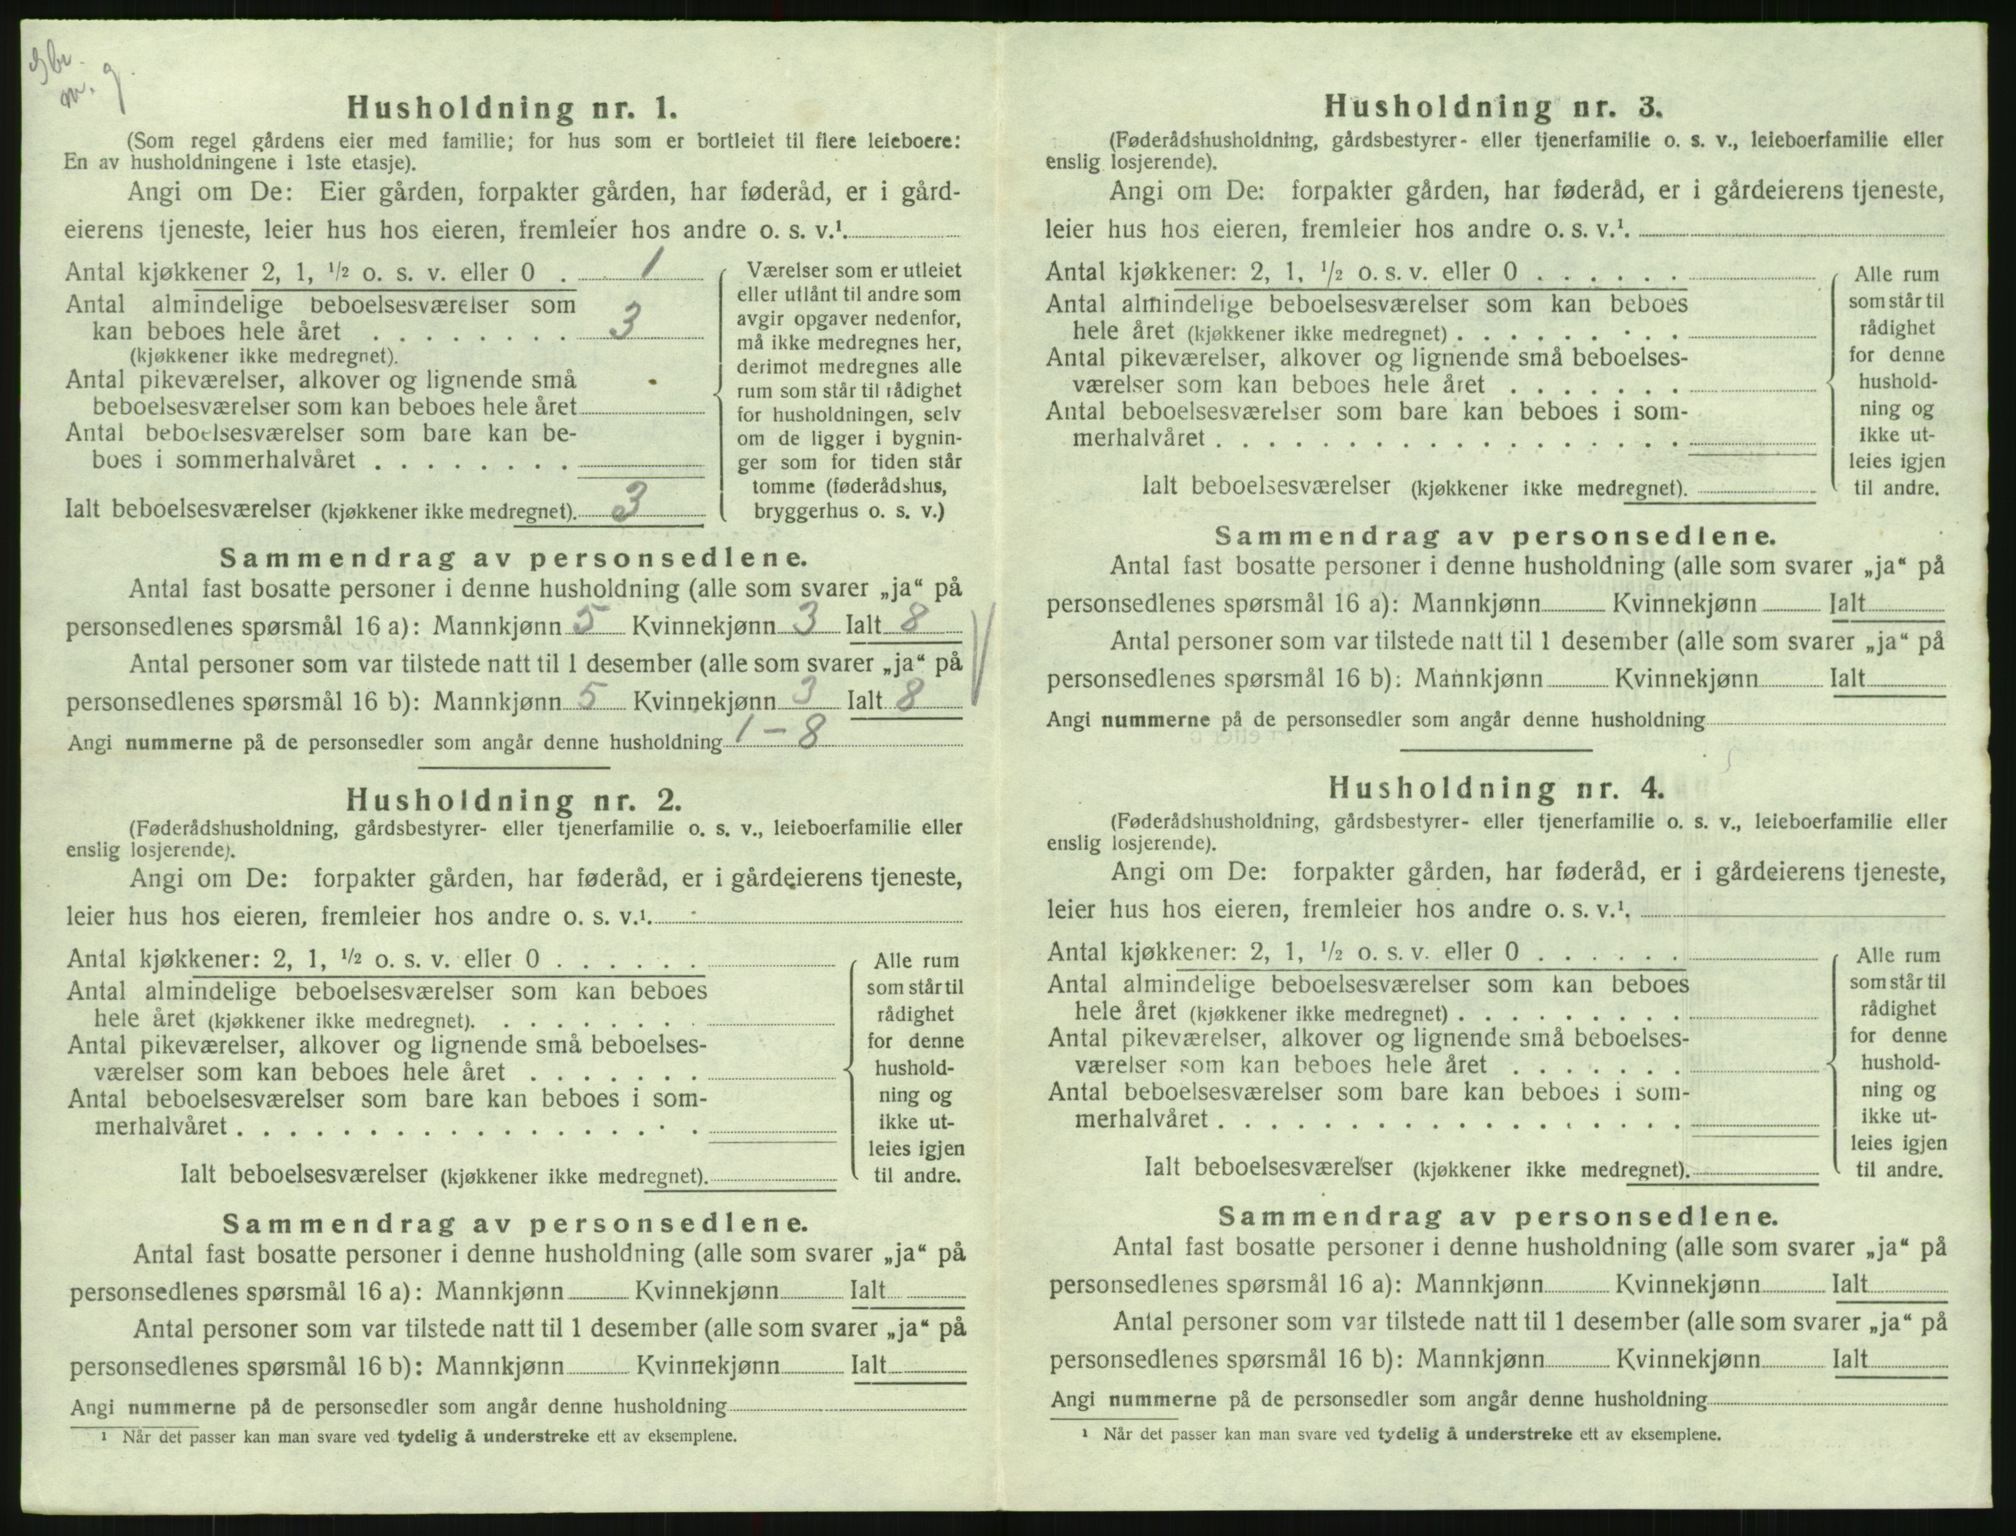 Husholdning nr. 1.
(Som regel gårdens eier med familie; for hus som er bortleiet til flere leieboere:
En av husholdningene i 1ste etasje).
Angi om De: Eier gården, forpakter gården, har føderåd, er i gård-
eierens tjeneste, leier hus hos eieren, fremleier hos andre o. s. v.¹.
Antal kjøkkener 2, 1, ½ o. s. v. eller 0 . 1
Antal almindelige beboelsesværelser som
kan beboes hele året . . . . . . . . 3
(kjøkkener ikke medregnet).
Antal pikeværelser, alkover og lignende små
beboelsesværelser som kan beboes hele året
Antal beboelsesværelser som bare kan be-
boes i sommerhalvåret . . . . . . . .
Ialt beboelsesværelser (kjøkkener ikke medregnet). 3
Værelser som er utleiet
eller utlånt til andre som
avgir opgaver nedenfor,
må ikke medregnes her,
derimot medregnes alle
rum som står til rådighet
for husholdningen, selv
om de ligger i bygnin-
ger som for tiden står
tomme (føderådshus,
bryggerhus o. s. v.)
Sammendrag av personsedlene.
Antal fast bosatte personer i denne husholdning (alle som svarer „ja“ på
personsedlenes spørsmål 16 a): Mannkjønn 5 Kvinnekjønn 3 Ialt 8
Antal personer som var tilstede natt til 1 desember (alle som svarer „ja“ på
personsedlenes spørsmål 16 b): Mannkjønn 5 Kvinnekjønn 3 Ialt 8
Angi nummerne på de personsedler som angår denne husholdning 1 – 8
Husholdning nr. 2.
(Føderådshusholdning, gårdsbestyrer- eller tjenerfamilie o. s. v., leieboerfamilie eller
enslig losjerende).
Angi om De: forpakter gården, har føderåd, er i gårdeierens tjeneste,
leier hus hos eieren, fremleier hos andre o. s. v.¹.
Antal kjøkkener: 2, 1, ½ o. s. v. eller 0 . . . . . .
Antal almindelige beboelsesværelser som kan beboes
hele året (kjøkkener ikke medregnet). . . . . . . . .
Antal pikeværelser, alkover og lignende små beboelses-
værelser som kan beboes hele året . . . . . . .
Antal beboelsesværelser som bare kan beboes i som-
merhalvåret . . . . . . . . . . . . . . . . . .
Ialt beboelsesværelser (kjøkkener ikke medregnet).
Alle rum
som står til
rådighet
for denne
hushold-
ning og
ikke ut-
leies igjen
til andre.
Sammendrag av personsedlene.
Antal fast bosatte personer i denne husholdning (alle som svarer „ja“ på
personsedlenes spørsmål 16 a): Mannkjønn Kvinnekjønn Ialt
Antal personer som var tilstede natt til 1 desember (alle som svarer „ja“ på
personsedlenes spørsmål 16 b): Mannkjønn Kvinnekjønn Ialt
Angi nummerne på de personsedler som angår denne husholdning
¹ Når det passer kan man svare ved tydelig å understreke ett av eksemplene.
Husholdning nr. 3.
(Føderådshusholdning, gårdsbestyrer- eller tjenerfamilie o. s. v., leieboerfamilie eller
enslig losjerende).
Angi om De: forpakter gården, har føderåd, er i gårdeierens tjeneste,
leier hus hos eieren, fremleier hos andre o. s. v.¹.
Antal kjøkkener: 2, 1, ½ o. s. v. eller 0 . . . . . .
Antal almindelige beboelsesværelser som kan beboes
hele året (kjøkkener ikke medregnet) . . . . . . . . .
Antal pikeværelser, alkover og lignende små beboelses-
værelser som kan beboes hele året . . . . . . .
Antal beboelsesværelser som bare kan beboes i som-
merhalvåret . . . . . . . . . . . . . . . . . .
Ialt beboelsesværelser (kjøkkener ikke medregnet).
Alle rum
som står til
rådighet
for denne
hushold-
ning og
ikke ut-
leies igjen
til andre.
Sammendrag av personsedlene.
Antal fast bosatte personer i denne husholdning (alle som svarer „ja“ på
personsedlenes spørsmål 16 a): Mannkjønn Kvinnekjønn Ialt
Antal personer som var tilstede natt til 1 desember (alle som svarer „ja“ på
personsedlenes spørsmål 16 b): Mannkjønn Kvinnekjønn Ialt
Angi nummerne på de personsedler som angår denne husholdning
Husholdning nr. 4.
(Føderådshusholdning, gårdsbestyrer- eller tjenerfamilie o. s. v., leieboerfamilie eller
enslig losjerende).
Angi om De: forpakter gården, har føderåd, er i gårdeierens tjeneste,
leier hus hos eieren, fremleier hos andre o. s. v.¹.
Antal kjøkkener: 2, 1, ½ o. s. v. eller 0 . . . . . .
Antal almindelige beboelsesværelser som kan beboes
hele året (kjøkkener ikke medregnet) . . . . . . . . .
Antal pikeværelser, alkover og lignende små beboelses-
værelser som kan beboes hele året . . . . . . .
Antal beboelsesværelser som bare kan beboes i som-
merhalvåret . . . . . . . . . . . . . . . . . .
Ialt beboelsesværelser (kjøkkener ikke medregnet).
Alle rum
som står til
rådighet
for denne
hushold-
ning og
ikke ut-
leies igjen
til andre.
Sammendrag av personsedlene.
Antal fast bosatte personer i denne husholdning (alle som svarer „ja“ på
personsedlenes spørsmål 16 a): Mannkjønn Kvinnekjønn Ialt
Antal personer som var tilstede natt til 1 desember (alle som svarer „ja“ på
personsedlenes spørsmål 16 b): Mannkjønn Kvinnekjønn Ialt
Angi nummerne på de personsedler som angår denne husholdning
¹ Når det passer kan man svare ved tydelig å understreke ett av eksemplene.